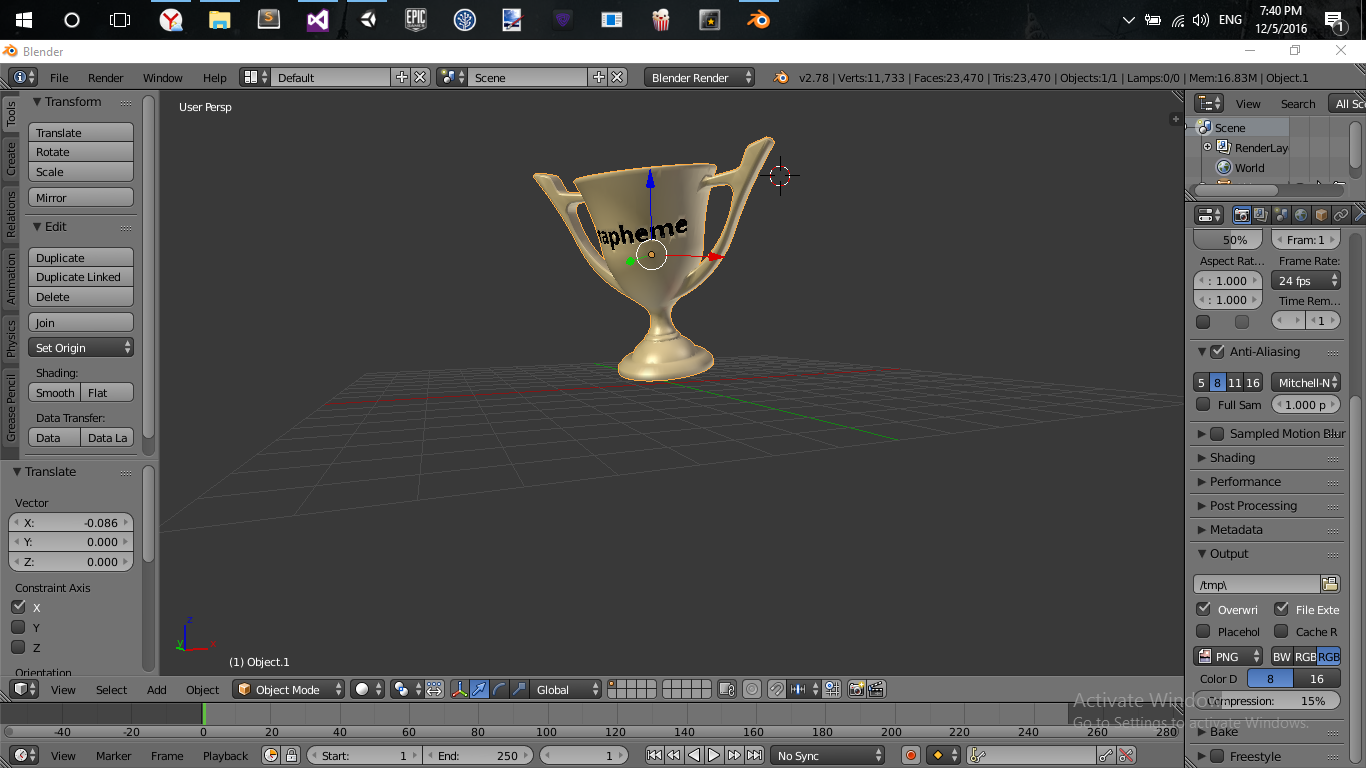 EPIC
GAMES
ENG
7:40 PM
12/5/2016
1
Blender
File Render Window Help
Default
Scene
Blender Render
v2.78 | Verts:11,733 | Faces:23,470 | Tris:23,470 | Objects:1/1 | Lamps:0/0 | Mem:16.83M | Object.1
Tools
Create
Relations
Animation
Physics
Grease Pencil
Transform
Translate
Rotate
Scale
Mirror
Edit
Duplicate
Duplicate Linked
Delete
Join
Set Origin
Shading:
Smooth Flat
Data Transfer:
Data Data La
Translate
Vector
X: -0.086
Y: 0.000
Z: 0.000
Constraint Axis
X
Y
Z
Orientation
User Persp
apheme
z
y x
(1) Object.1
View Search All Sc
Scene
RenderLay
World
50% Fram: 1
Aspect Rat... Frame Rate:
: 1.000 24 fps
: 1.000 Time Rem...
1
Anti-Aliasing
5 8 11 16 Mitchell-N
Full Sam 1.000 p
Sampled Motion Blur
Shading
Performance
Post Processing
Metadata
Output
/tmp\
Overwri File Exte
Placehol Cache R
PNG BW RGB RGB
Color D 8 16
Compression: 15%
Bake
Freestyle
Activate Windows
Go to Settings to activate Windows.
View Select Add Object Object Mode Global
-40 -20 0 20 40 60 80 100 120 140 160 180 200 220 240 260 280
View Marker Frame Playback Start: 1 End: 250 1 No Sync